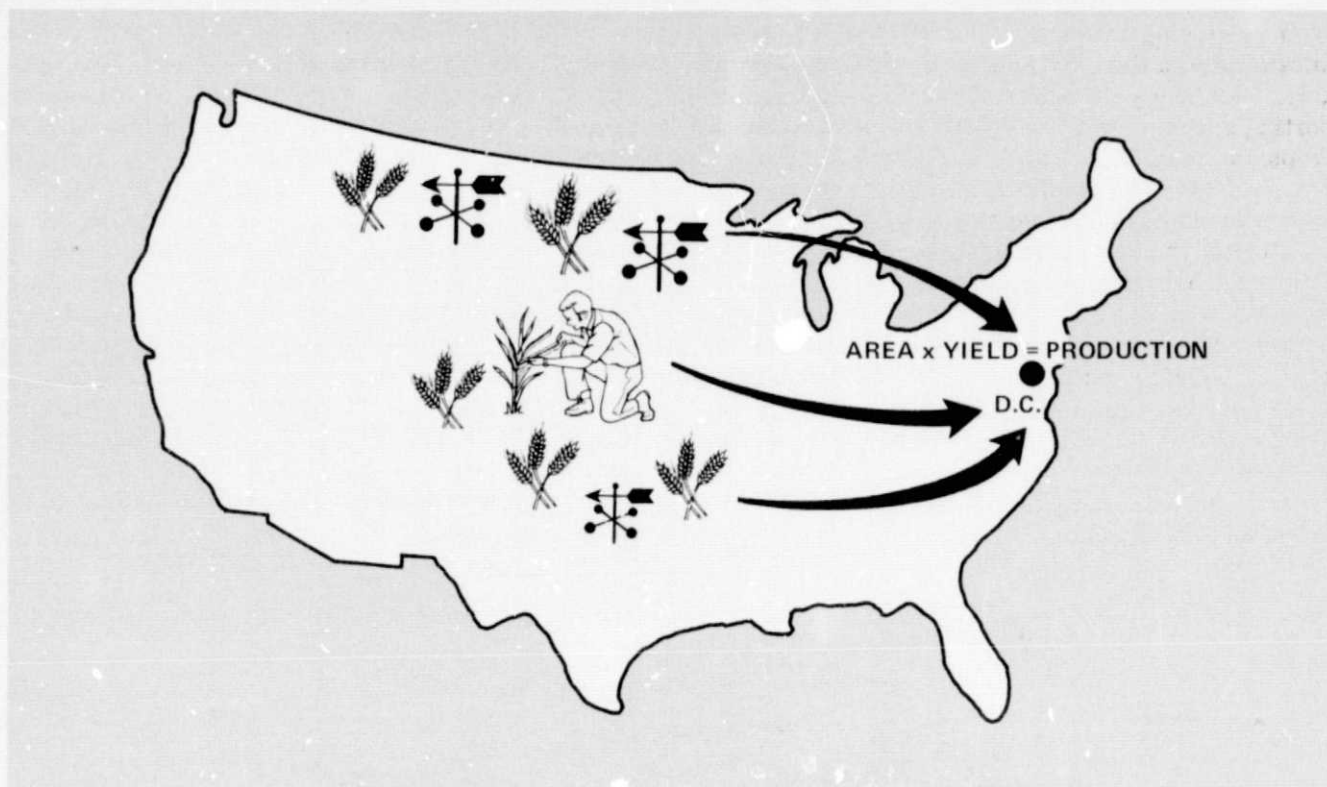 AREA x YIELD = PRODUCTION
D.C.